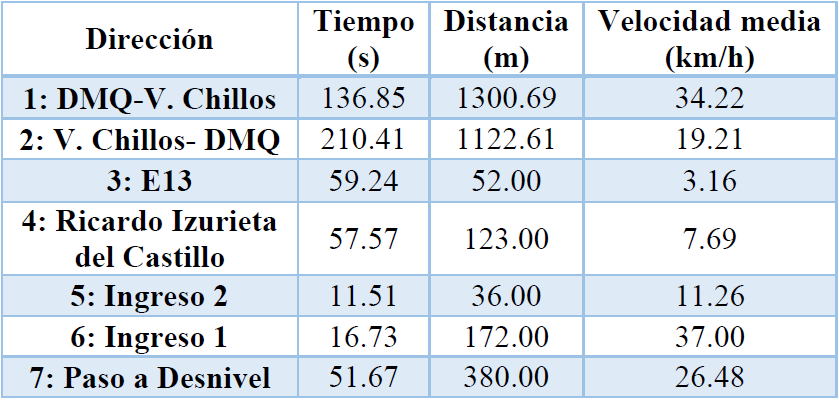 Dirección Tiempo (s) Distancia (m) Velocidad media (km/h)
1: DMQ-V. Chillos 136.85 1300.69 34.22
2: V. Chillos- DMQ 210.41 1122.61 19.21
3: E13 59.24 52.00 3.16
4: Ricardo Izurieta del Castillo 57.57 123.00 7.69
5: Ingreso 2 11.51 36.00 11.26
6: Ingreso 1 16.73 172.00 37.00
7: Paso a Desnivel 51.67 380.00 26.48